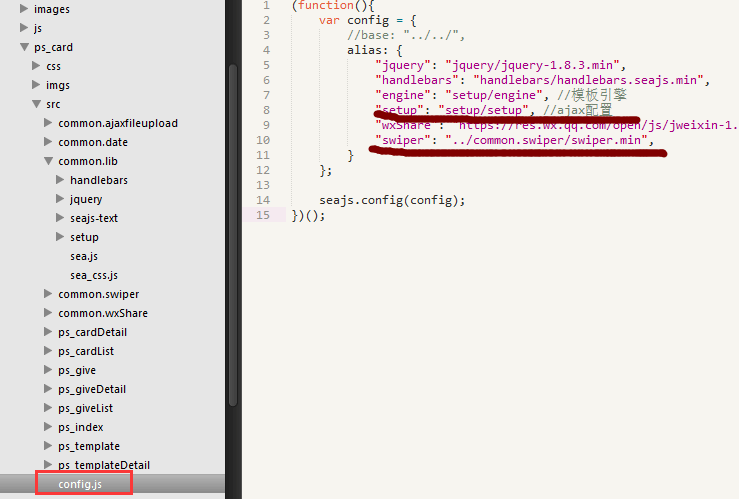 images
js
ps_card
css
imgs
src
common.ajaxfileupload
common.date
common.lib
handlebars
jquery
seajs-text
setup
sea.js
sea_css.js
common.swiper
common.wxShare
ps_cardDetail
ps_cardList
ps_give
ps_giveDetail
ps_giveList
ps_index
ps_template
ps_templateDetail
config.js
1 (function(){
2 var config = {
3 //base: "../../",
4 alias: {
5 "jquery": "jquery/jquery-1.8.3.min",
6 "handlebars": "handlebars/handlebars.seajs.min",
7 "engine": "setup/engine", //模板引擎
8 "setup": "setup/setup", //ajax配置
9 "wxShare": "https://res.wx.qq.com/open/js/jweixin-1.
10 "swiper": "../common.swiper/swiper.min",
11 }
12 };
13
14 seajs.config(config);
15 })();